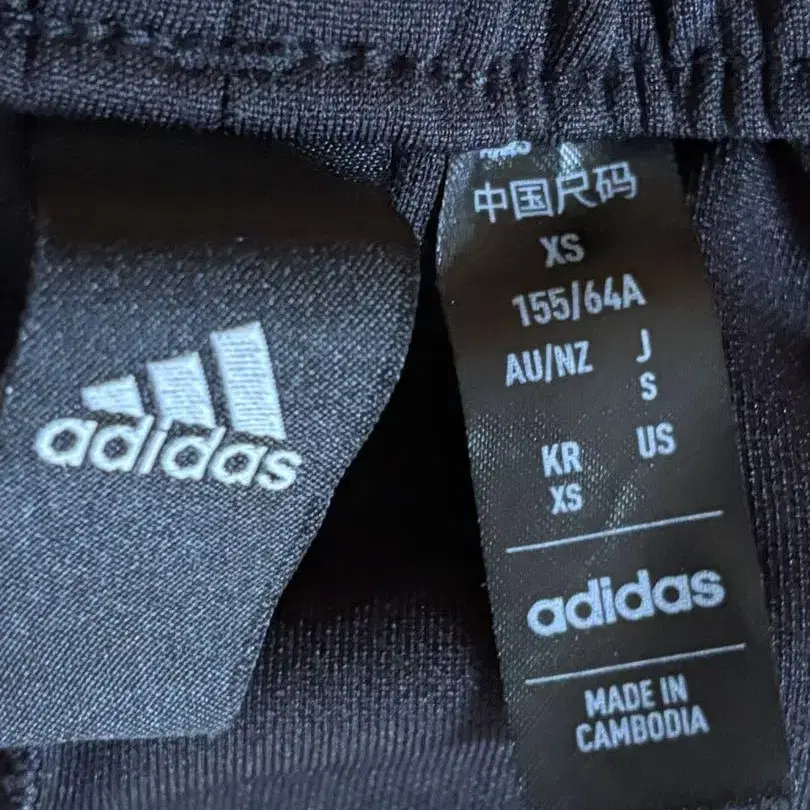 adidas
中国尺码
XS
155/64A
AU/NZ
J
S
KR
XS
US
adidas
MADE IN
CAMBODIA